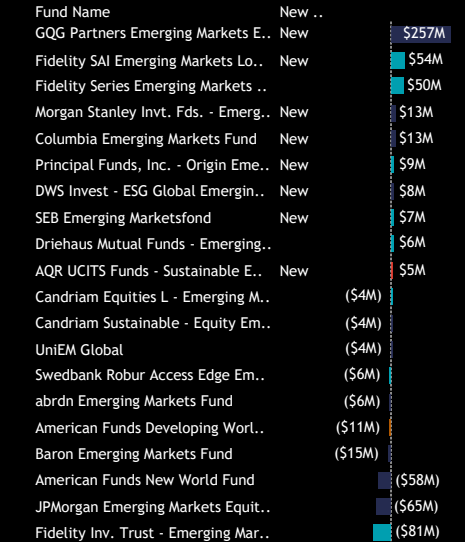 Fund Name New ..
GQG Partners Emerging Markets E.. New $257M
Fidelity SAI Emerging Markets Lo.. New $54M
Fidelity Series Emerging Markets .. $50M
Morgan Stanley Invt. Fds. - Emerg.. New $13M
Columbia Emerging Markets Fund New $13M
Principal Funds, Inc. - Origin Eme.. New $9M
DWS Invest - ESG Global Emergin.. New $8M
SEB Emerging Marketsfond New $7M
Driehaus Mutual Funds - Emerging.. $6M
AQR UCITS Funds - Sustainable E.. New $5M
Candriam Equities L - Emerging M.. ($4M)
Candriam Sustainable - Equity Em.. ($4M)
UniEM Global ($4M)
Swedbank Robur Access Edge Em.. ($6M)
abrdn Emerging Markets Fund ($6M)
American Funds Developing Worl.. ($11M)
Baron Emerging Markets Fund ($15M)
American Funds New World Fund ($58M)
JPMorgan Emerging Markets Equit.. ($65M)
Fidelity Inv. Trust - Emerging Mar.. ($81M)